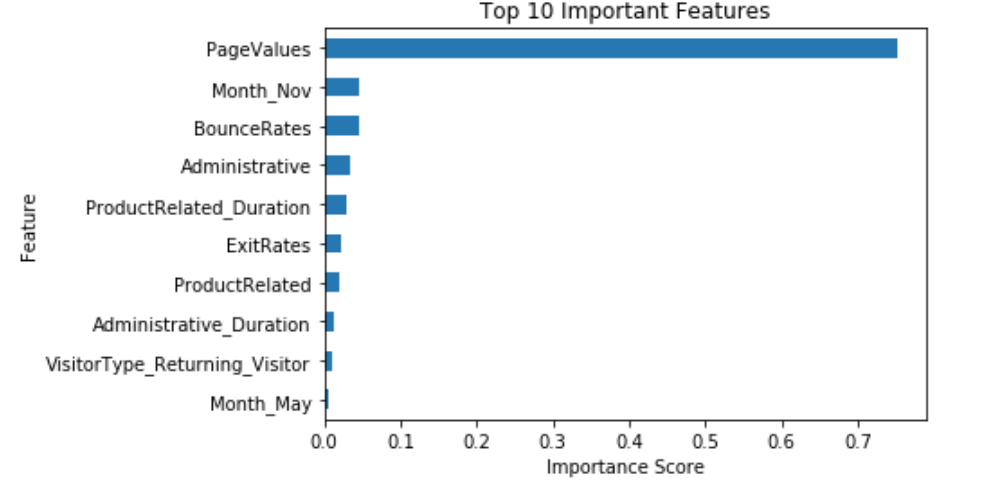 Top 10 Important Features
PageValues
Month_Nov
BounceRates
Administrative
ProductRelated_Duration
ExitRates
ProductRelated
Administrative_Duration
VisitorType_Returning_Visitor
Month_May
Feature
0.0 0.1 0.2 0.3 0.4 0.5 0.6 0.7
Importance Score